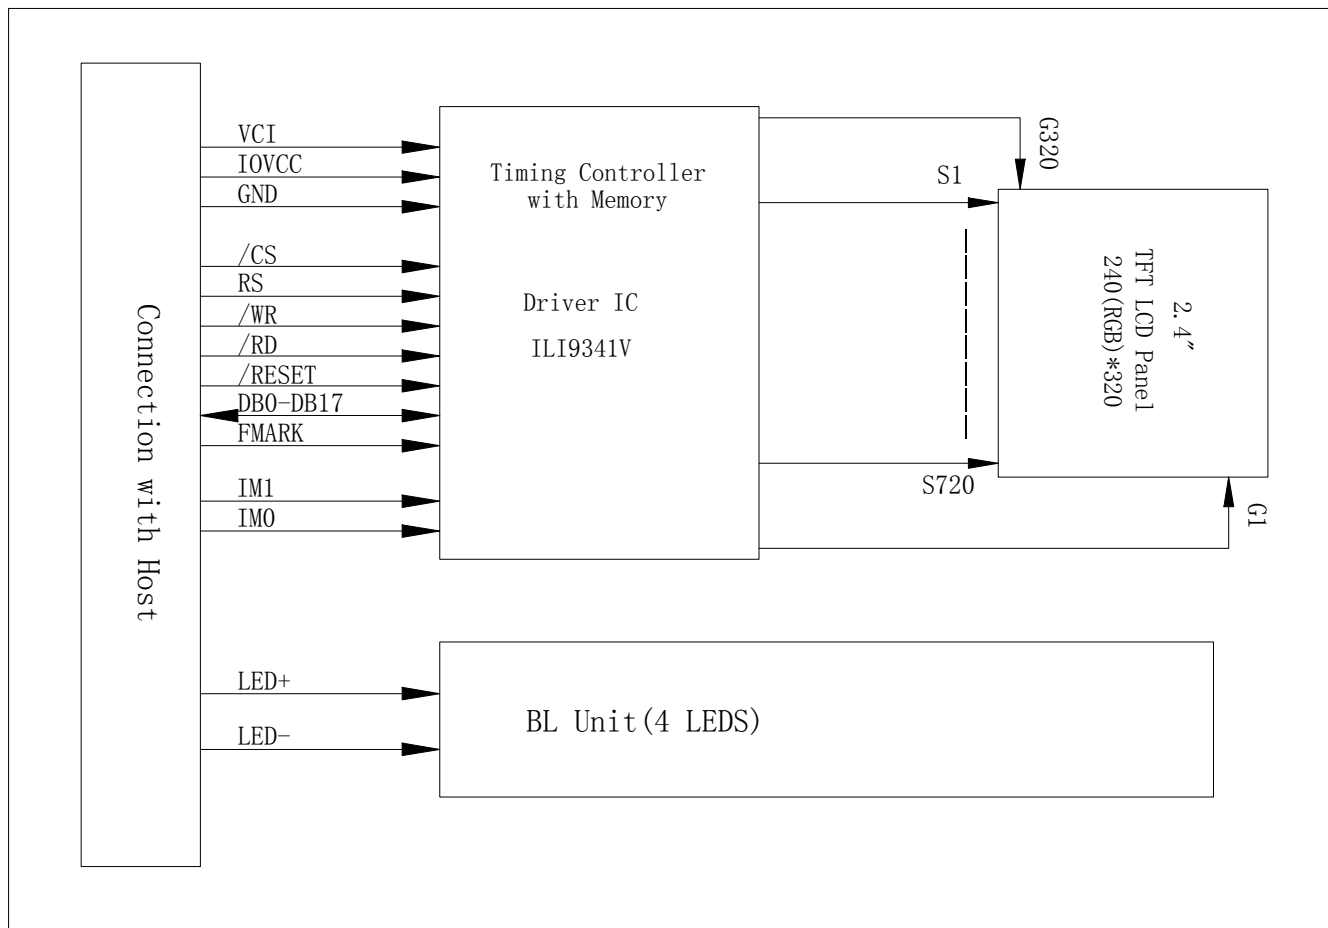 Connection with Host
VCI
IOVCC
GND
/CS
RS
/WR
/RD
/RESET
DB0-DB17
FMARK
IM1
IM0
LED+
LED-
Timing Controller
with Memory
Driver IC
ILI9341V
G320
S1
S720
G1
2.4"
TFT LCD Panel
240(RGB)*320
BL Unit(4 LEDS)